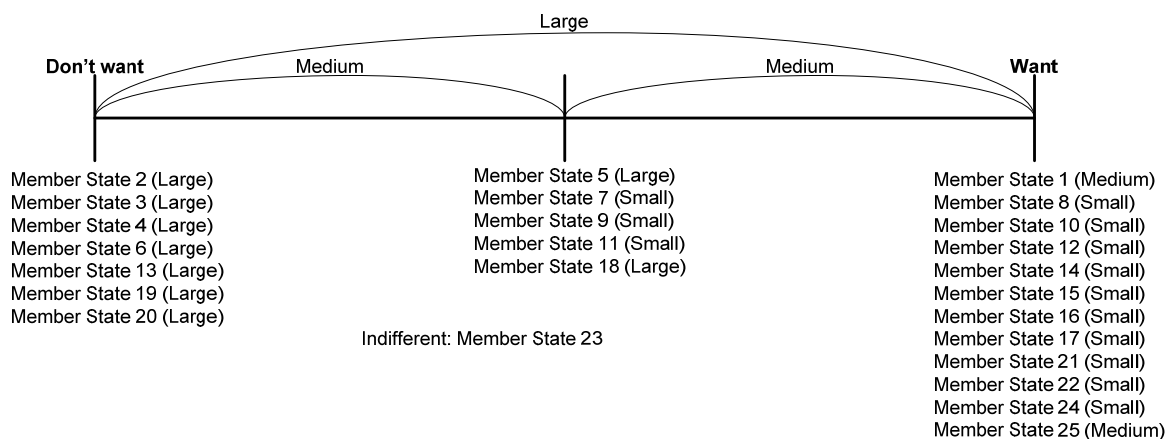 Large
Don't want
Medium
Medium
Want
Member State 2 (Large)
Member State 3 (Large)
Member State 4 (Large)
Member State 6 (Large)
Member State 13 (Large)
Member State 19 (Large)
Member State 20 (Large)
Member State 5 (Large)
Member State 7 (Small)
Member State 9 (Small)
Member State 11 (Small)
Member State 18 (Large)
Indifferent: Member State 23
Member State 1 (Medium)
Member State 8 (Small)
Member State 10 (Small)
Member State 12 (Small)
Member State 14 (Small)
Member State 15 (Small)
Member State 16 (Small)
Member State 17 (Small)
Member State 21 (Small)
Member State 22 (Small)
Member State 24 (Small)
Member State 25 (Medium)